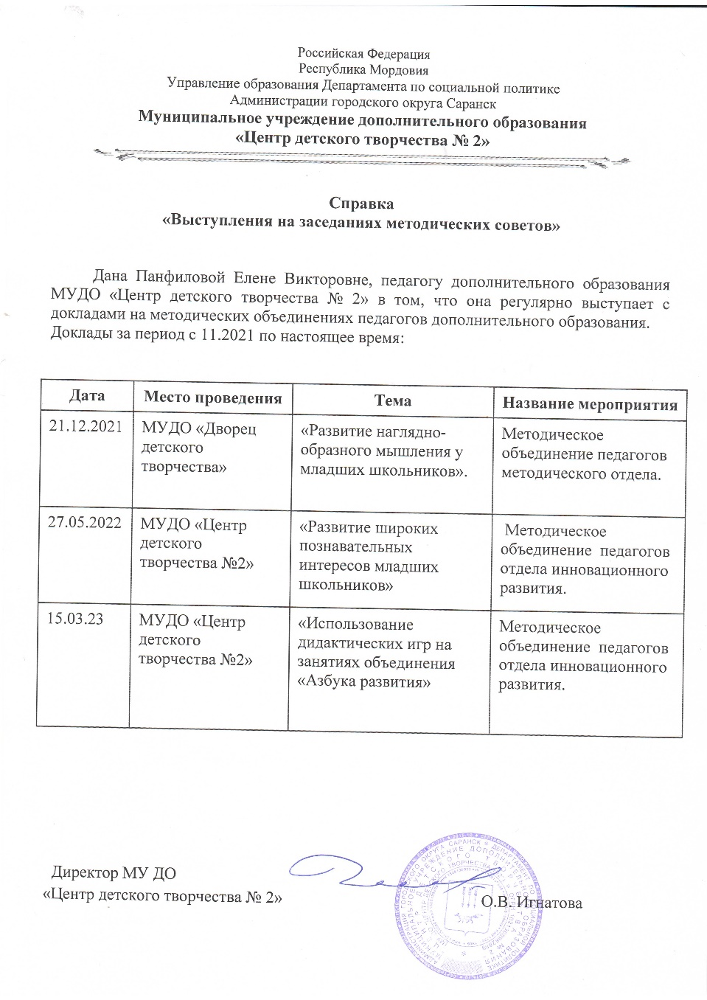 Российская Федерация
Республика Мордовия
Управление образования Департамента по социальной политике
Администрации городского округа Саранск
Муниципальное учреждение дополнительного образования
«Центр детского творчества № 2»
Справка
«Выступления на заседаниях методических советов»
Дана Панфиловой Елене Викторовне, педагогу дополнительного образования
МУДО «Центр детского творчества № 2» в том, что она регулярно выступает с
докладами на методических объединениях педагогов дополнительного образования.
Доклады за период с 11.2021 по настоящее время:
Дата Место проведения Тема Название мероприятия
21.12.2021
МУДО «Дворец
детского
творчества»
«Развитие наглядно-
образного мышления у
младших школьников».
Методическое
объединение педагогов
методического отдела.
27.05.2022
МУДО «Центр
детского
творчества №2»
«Развитие широких
познавательных
интересов младших
школьников»
Методическое
объединение педагогов
отдела инновационного
развития.
15.03.23
МУДО «Центр
детского
творчества №2»
«Использование
дидактических игр на
занятиях объединения
«Азбука развития»
Методическое
объединение педагогов
отдела инновационного
развития.
Директор МУ ДО
«Центр детского творчества № 2»
О.В. Игнатова